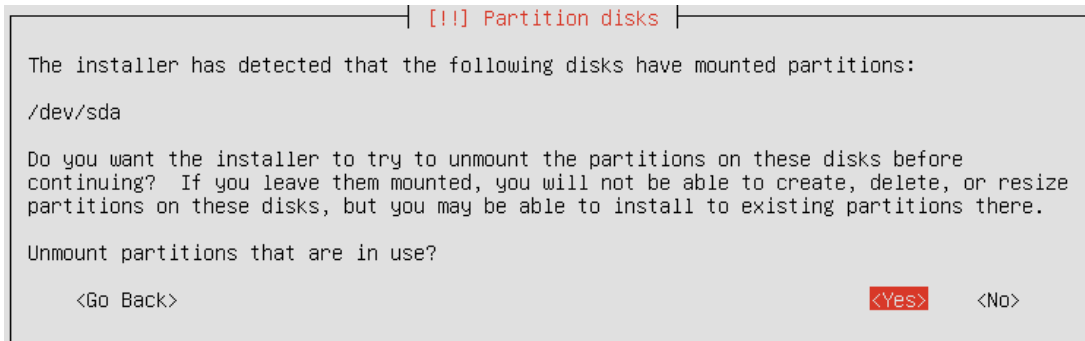 [!!] Partition disks
The installer has detected that the following disks have mounted partitions:
/dev/sda
Do you want the installer to try to unmount the partitions on these disks before
continuing?  If you leave them mounted, you will not be able to create, delete, or resize
partitions on these disks, but you may be able to install to existing partitions there.
Unmount partitions that are in use?
<Go Back> <Yes> <No>